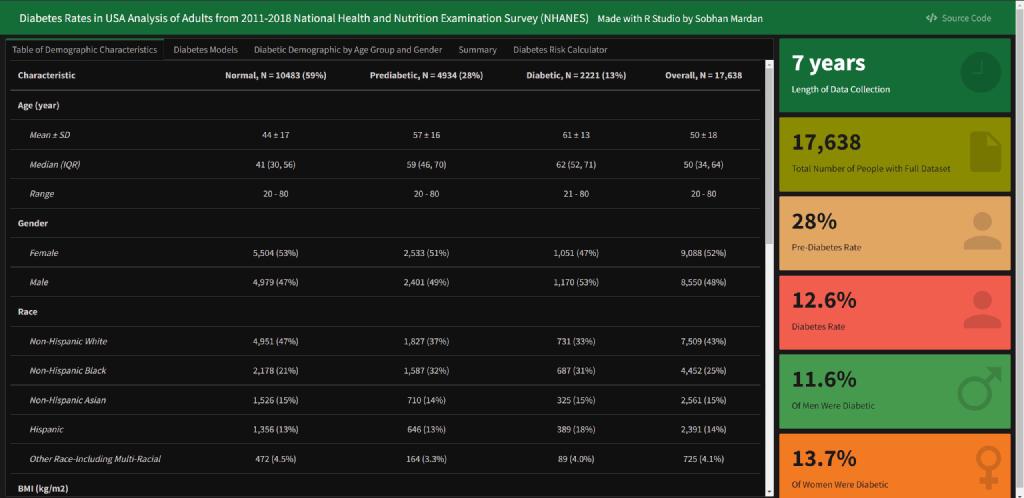 Diabetes Rates in USA Analysis of Adults from 2011-2018 National Health and Nutrition Examination Survey (NHANES) Made with R Studio by Sobhan Mardan </> Source Code
Table of Demographic Characteristics Diabetes Models Diabetic Demographic by Age Group and Gender Summary Diabetes Risk Calculator
Characteristic Normal, N = 10483 (59%) Prediabetic, N = 4934 (28%) Diabetic, N = 2221 (13%) Overall, N = 17,638
Age (year)
Mean ± SD 44 ± 17 57 ± 16 61 ± 13 50 ± 18
Median (IQR) 41 (30, 56) 59 (46, 70) 62 (52, 71) 50 (34, 64)
Range 20 - 80 20 - 80 21 - 80 20 - 80
Gender
Female 5,504 (53%) 2,533 (51%) 1,051 (47%) 9,088 (52%)
Male 4,979 (47%) 2,401 (49%) 1,170 (53%) 8,550 (48%)
Race
Non-Hispanic White 4,951 (47%) 1,827 (37%) 731 (33%) 7,509 (43%)
Non-Hispanic Black 2,178 (21%) 1,587 (32%) 687 (31%) 4,452 (25%)
Non-Hispanic Asian 1,526 (15%) 710 (14%) 325 (15%) 2,561 (15%)
Hispanic 1,356 (13%) 646 (13%) 389 (18%) 2,391 (14%)
Other Race-Including Multi-Racial 472 (4.5%) 164 (3.3%) 89 (4.0%) 725 (4.1%)
BMI (kg/m2)
7 years
Length of Data Collection
17,638
Total Number of People with Full Dataset
28%
Pre-Diabetes Rate
12.6%
Diabetes Rate
11.6%
Of Men Were Diabetic
13.7%
Of Women Were Diabetic